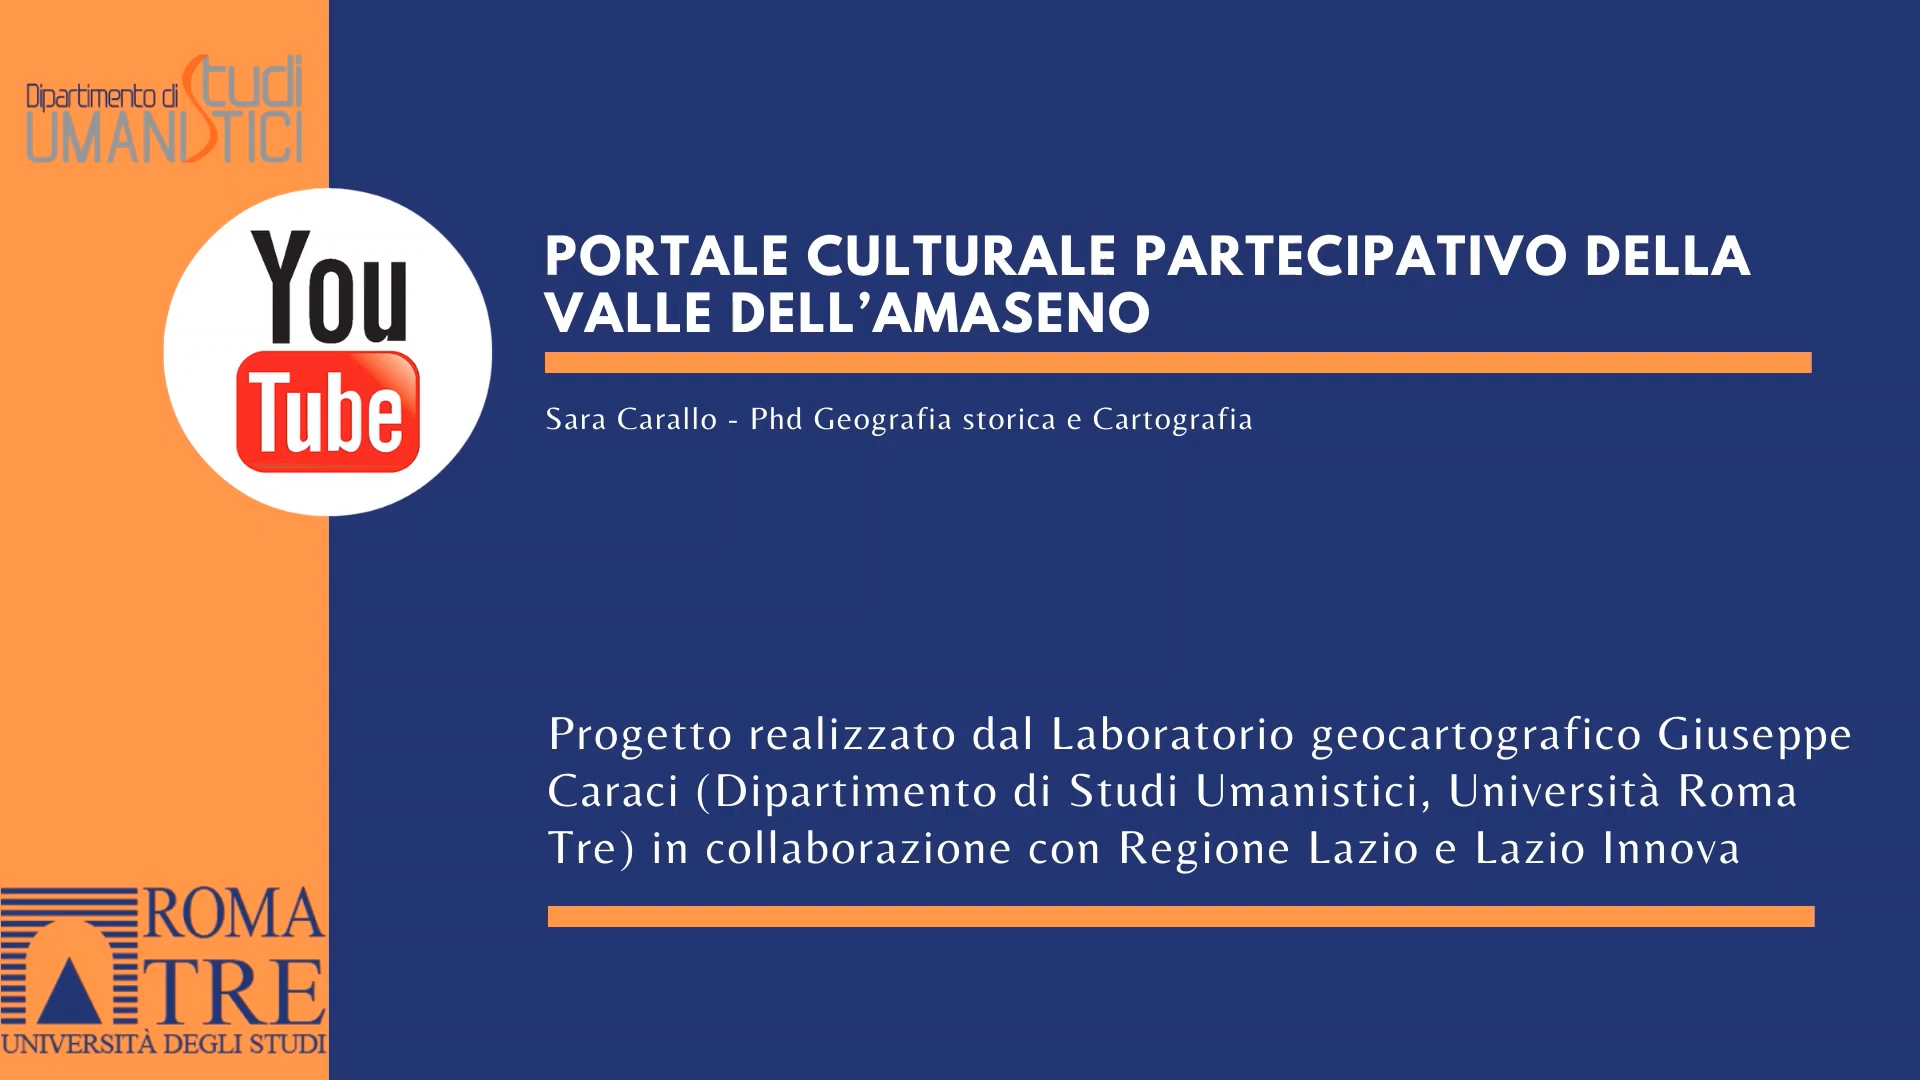 Dipartimento di Studi
UMANISTICI
You
Tube
PORTALE CULTURALE PARTECIPATIVO DELLA
VALLE DELL’AMASENO
Sara Carallo - Phd Geografia storica e Cartografia
Progetto realizzato dal Laboratorio geocartografico Giuseppe
Caraci (Dipartimento di Studi Umanistici, Università Roma
Tre) in collaborazione con Regione Lazio e Lazio Innova
ROMA
TRE
UNIVERSITÀ DEGLI STUDI